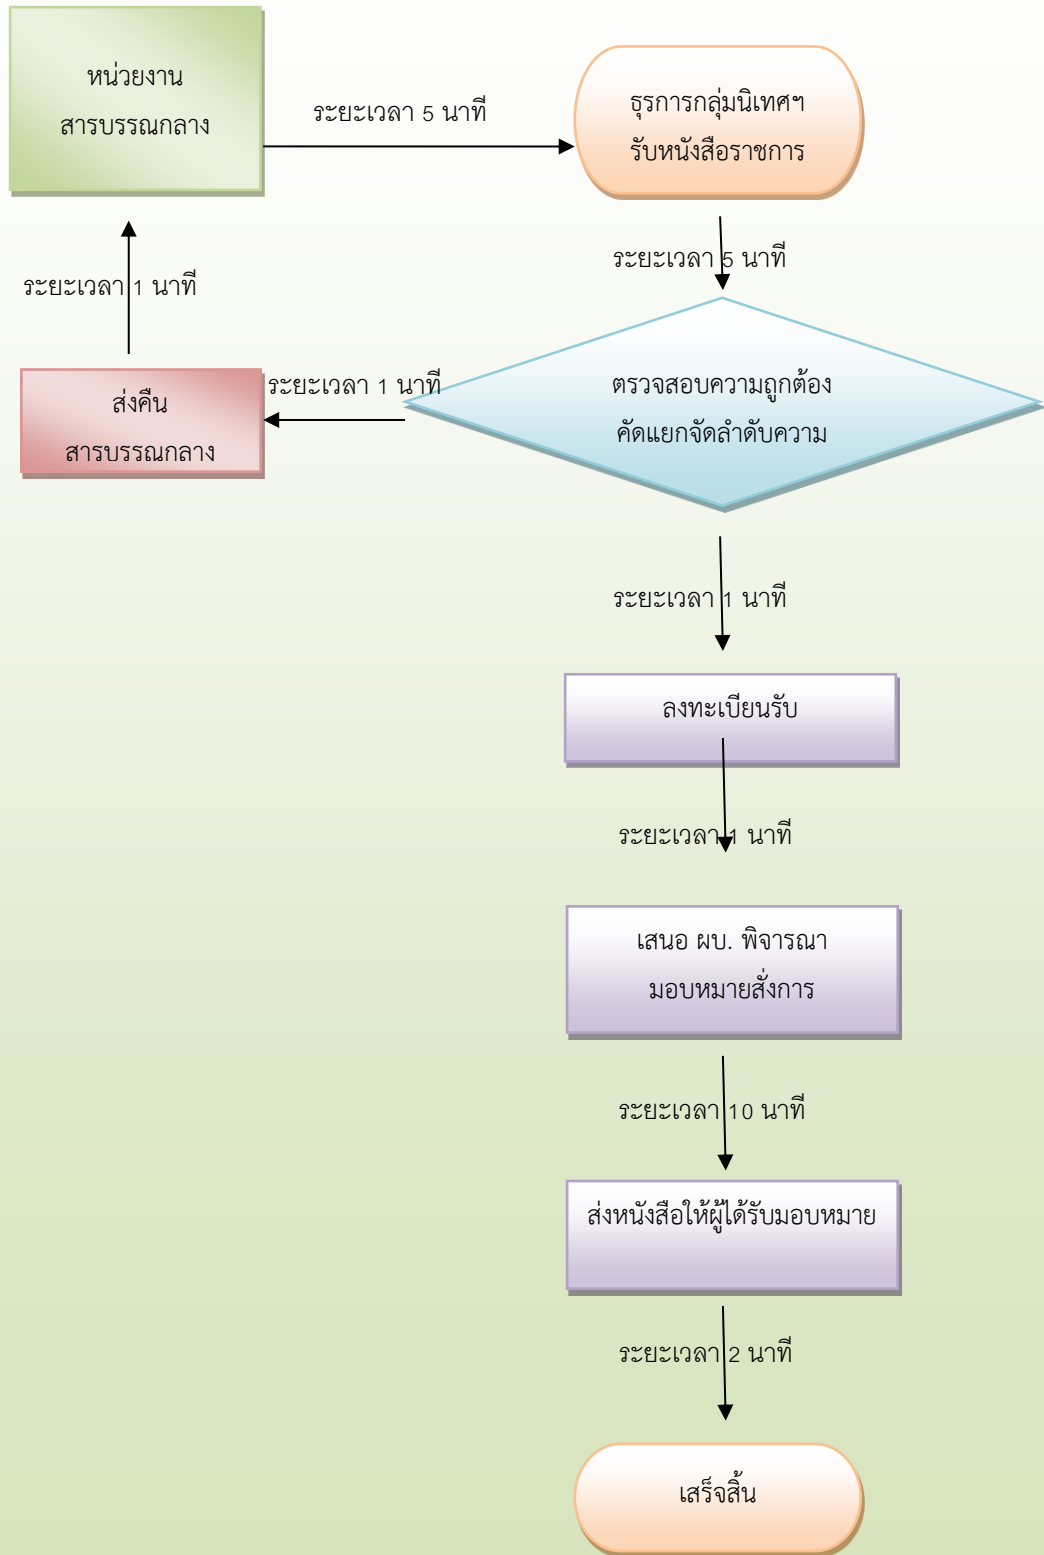 หน่วยงาน
สารบรรณกลาง
ระยะเวลา 5 นาที
ธุรการกลุ่มนิเทศฯ
รับหนังสือราชการ
ระยะเวลา 5 นาที
ระยะเวลา 1 นาที
ส่งคืน
สารบรรณกลาง
ระยะเวลา 1 นาที
ตรวจสอบความถูกต้อง
คัดแยกจัดลำดับความ
ระยะเวลา 1 นาที
ลงทะเบียนรับ
ระยะเวลา 1 นาที
เสนอ ผบ. พิจารณา
มอบหมายสั่งการ
ระยะเวลา 10 นาที
ส่งหนังสือให้ผู้ได้รับมอบหมาย
ระยะเวลา 2 นาที
เสร็จสิ้น